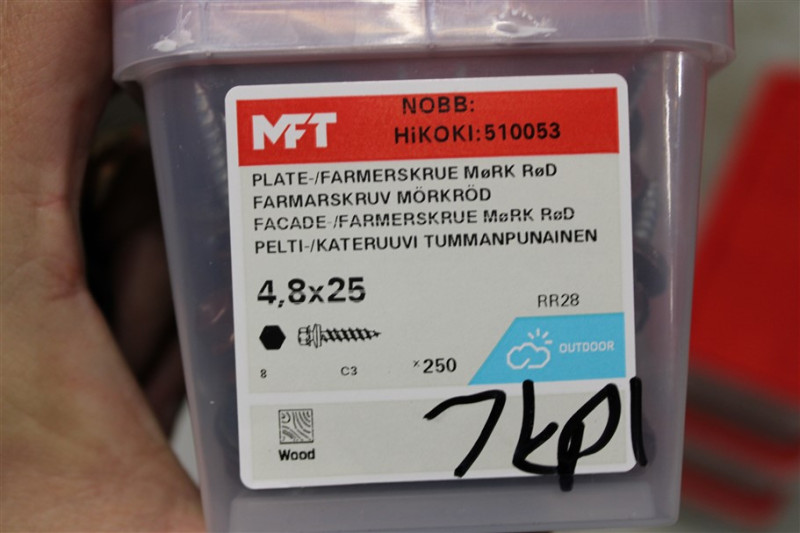 MFT
NOBB:
HiKOKI:510053
PLATE-/FARMERSKRUE MøRK RøD
FARMARSKRUV MÖRKRÖD
FACADE-/FARMERSKRUE MøRK RøD
PELTI-/KATERUUVI TUMMANPUNAINEN
4,8x25
RR28
8
C3
x250
OUTDOOR
Wood
7kpl